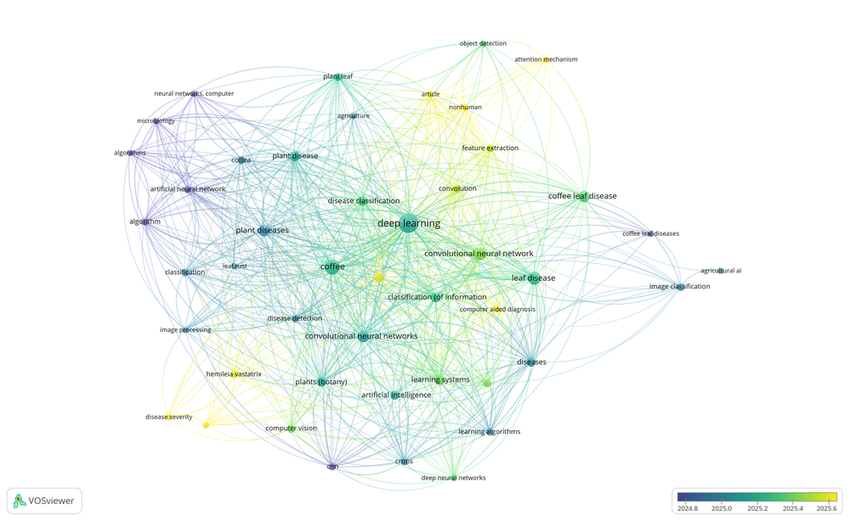 object detection
attention mechanism
plant leaf
neural networks, computer
article
nonhuman
agriculture
microbiology
feature extraction
algorithms
plant disease
coffea
artificial neural network
convolution
coffee leaf disease
disease classification
algorithm
deep learning
plant diseases
coffee leaf diseases
convolutional neural network
leaf rust
coffee
agricultural ai
classification
leaf disease
image classification
classification (of information)
computer aided diagnosis
disease detection
image processing
convolutional neural networks
diseases
hemileia vastatrix
plants (botany)
learning systems
artificial intelligence
disease severity
computer vision
learning algorithms
cnn
crops
deep neural networks
VOSviewer
2024.8 2025.0 2025.2 2025.4 2025.6